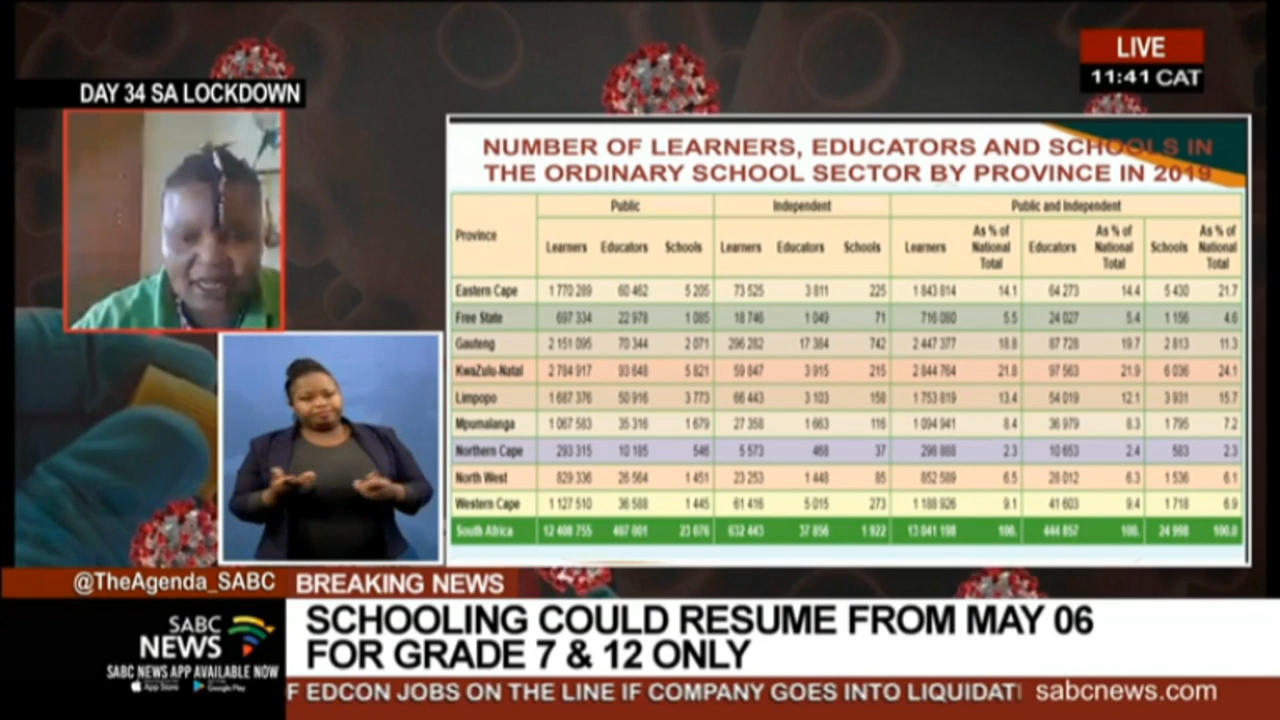 LIVE
11:41 CAT
DAY 34 SA LOCKDOWN
NUMBER OF LEARNERS, EDUCATORS AND SCHOOLS IN
THE ORDINARY SCHOOL SECTOR BY PROVINCE IN 2019
Province
Public
Independent
Public and Independent
Learners Educators Schools Learners Educators Schools Learners As % of National Total Educators As % of National Total Schools As % of National Total
Eastern Cape 1 770 289 60 462 5 205 73 525 3 811 225 1 843 814 14.1 64 273 14.4 5 430 21.7
Free State 697 334 22 978 1 085 18 746 1 049 71 716 080 5.5 24 027 5.4 1 156 4.6
Gauteng 2 151 095 70 344 2 071 296 282 17 384 742 2 447 377 18.8 87 728 19.7 2 813 11.3
KwaZulu-Natal 2 784 917 93 648 5 821 59 847 3 915 215 2 844 764 21.8 97 563 21.9 6 036 24.1
Limpopo 1 687 376 50 916 3 773 66 443 3 103 158 1 753 819 13.4 54 019 12.1 3 931 15.7
Mpumalanga 1 067 583 35 316 1 679 27 358 1 663 116 1 094 941 8.4 36 979 8.3 1 795 7.2
Northern Cape 293 315 10 185 546 5 573 468 37 298 888 2.3 10 653 2.4 583 2.3
North West 829 336 26 564 1 451 23 253 1 448 85 852 589 6.5 28 012 6.3 1 536 6.1
Western Cape 1 127 510 36 588 1 445 61 416 5 015 273 1 188 926 9.1 41 603 9.4 1 718 6.9
South Africa 12 408 755 407 001 23 076 632 443 37 856 1 922 13 041 198 100. 444 857 100. 24 998 100.0
@TheAgenda_SABC BREAKING NEWS
SABC
NEWS
SABC NEWS APP AVAILABLE NOW
App Store Google Play
SCHOOLING COULD RESUME FROM MAY 06
FOR GRADE 7 & 12 ONLY
F EDCON JOBS ON THE LINE IF COMPANY GOES INTO LIQUIDATI sabcnews.com